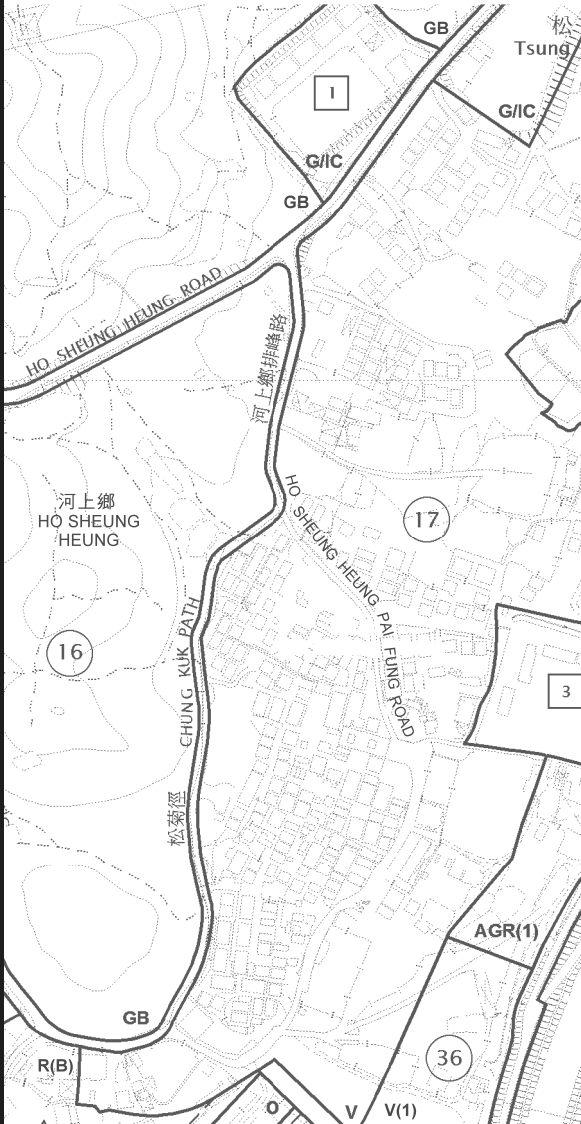 GB
松
Tsung
1
G/IC
G/IC
GB
HO SHEUNG HEUNG ROAD
河上鄉排峰路
河上鄉
HO SHEUNG
HEUNG
HO SHEUNG HEUNG PAI FUNG ROAD
17
CHUNG KUK PATH
16
3
松菊徑
AGR(1)
GB
R(B)
36
O
V
V(1)